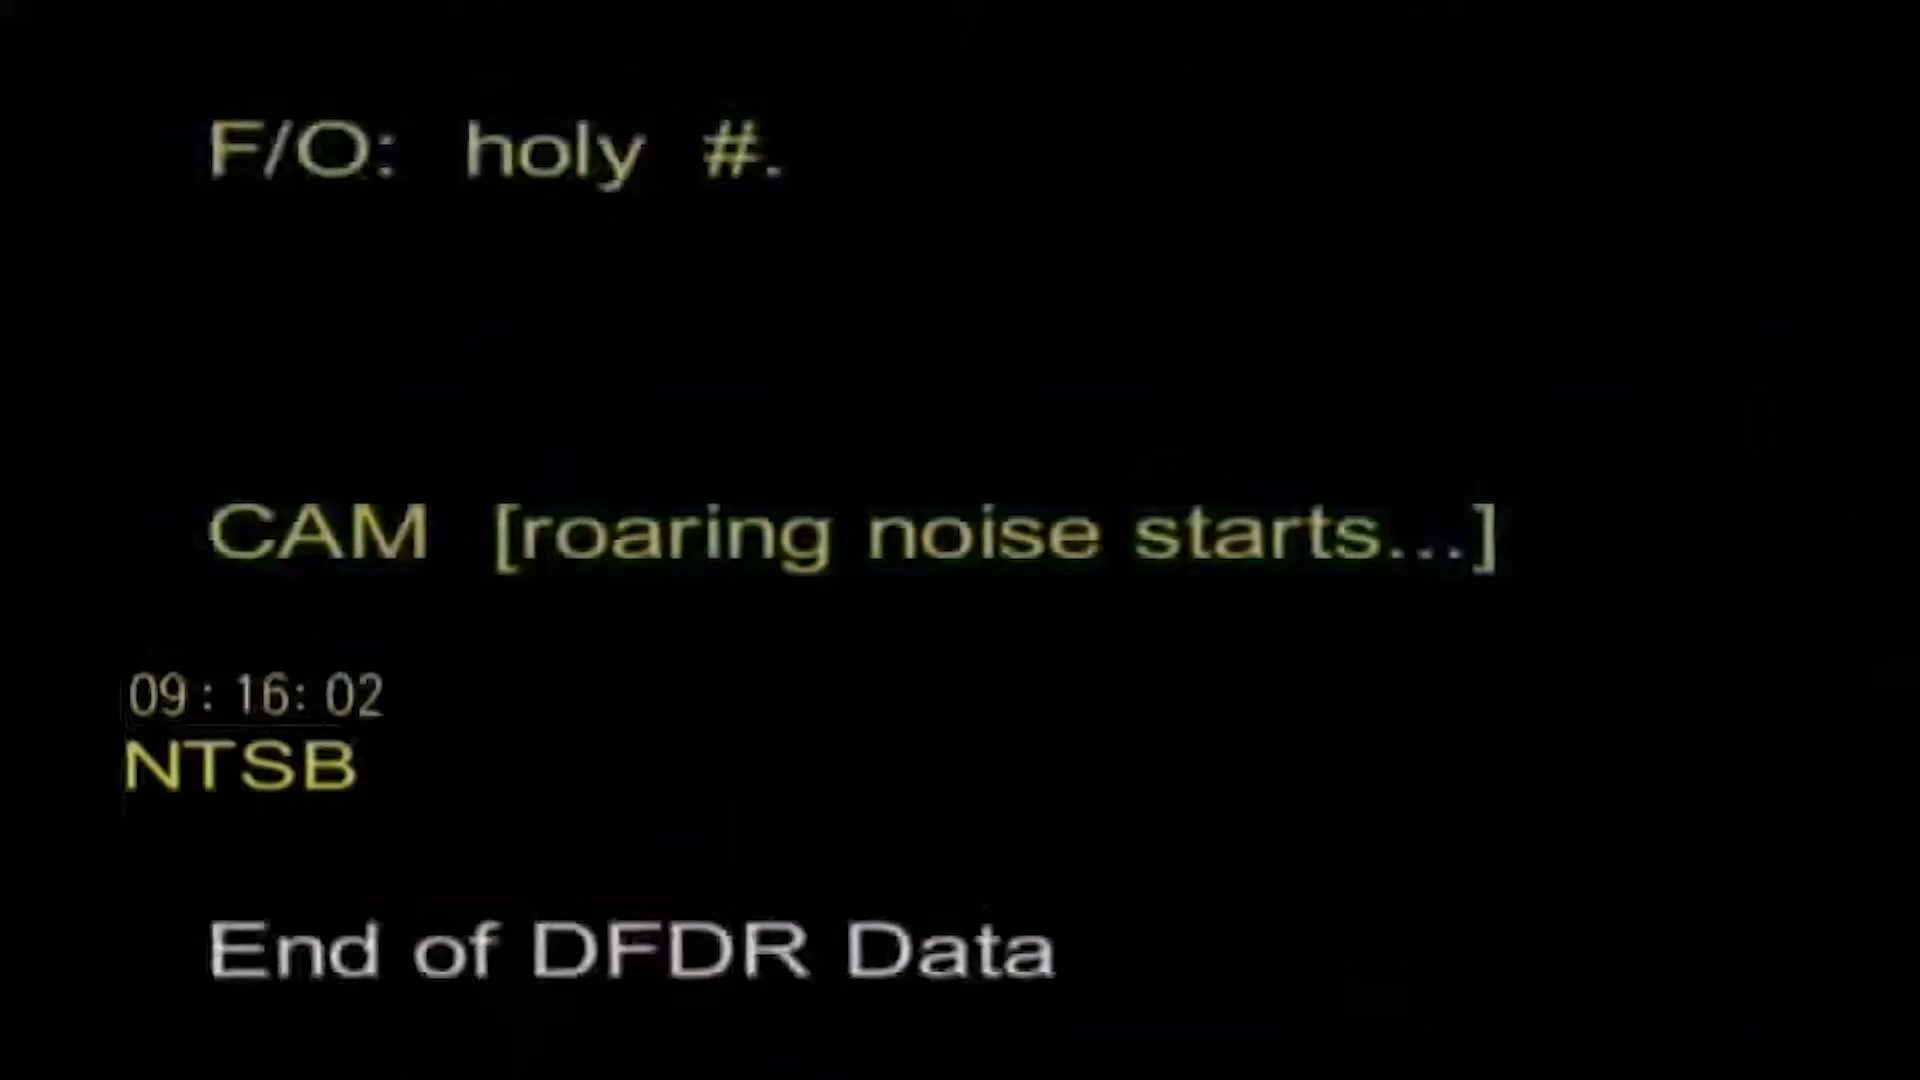 F/O: holy #.
CAM [roaring noise starts...]
09:16:02
NTSB
End of DFDR Data